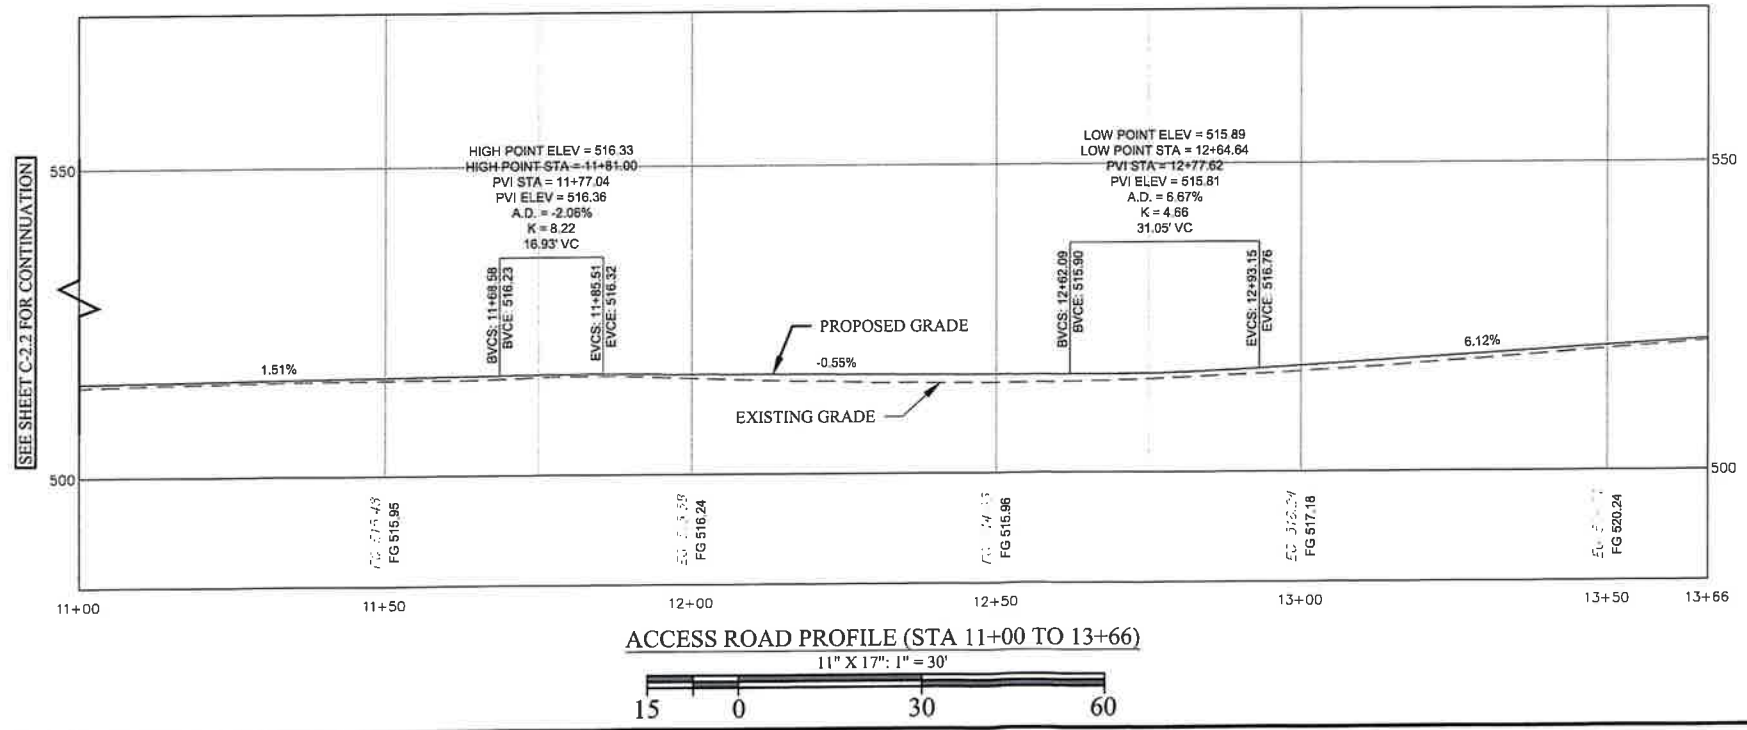 SEE SHEET C-2.2 FOR CONTINUATION
550
500
HIGH POINT ELEV = 516.33
HIGH POINT STA = 11+81.00
PVI STA = 11+77.04
PVI ELEV = 516.36
A.D. = -2.06%
K = 8.22
16.93' VC
BVCS: 11+68.58
BVCE: 516.23
EVCS: 11+85.51
EVCE: 516.32
LOW POINT ELEV = 515.89
LOW POINT STA = 12+64.64
PVI STA = 12+77.62
PVI ELEV = 515.81
A.D. = 6.67%
K = 4.66
31.05' VC
BVCS: 12+62.09
BVCE: 515.90
EVCS: 12+93.15
EVCE: 516.76
550
500
1.51%
PROPOSED GRADE
-0.55%
EXISTING GRADE
6.12%
FG 515.95
FG 516.24
FG 515.96
FG 517.18
FG 520.24
11+00
11+50
12+00
12+50
13+00
13+50
13+66
ACCESS ROAD PROFILE (STA 11+00 TO 13+66)
11" X 17": 1" = 30'
15 0 30 60